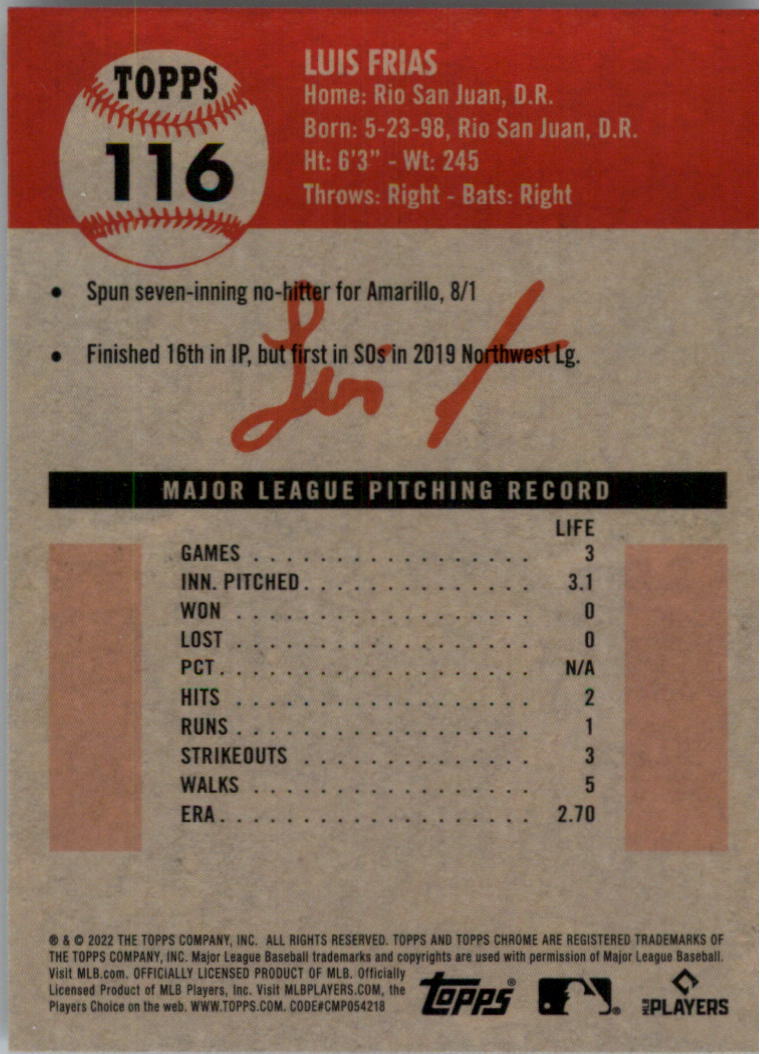 TOPPS
116
LUIS FRIAS
Home: Rio San Juan, D.R.
Born: 5-23-98, Rio San Juan, D.R.
Ht: 6'3" - Wt: 245
Throws: Right - Bats: Right
• Spun seven-inning no-hitter for Amarillo, 8/1
• Finished 16th in IP, but first in SOs in 2019 Northwest Lg.
MAJOR LEAGUE PITCHING RECORD
LIFE
GAMES . . . . . . . . . . . . . . . . . 3
INN. PITCHED . . . . . . . . . . . . . . 3.1
WON . . . . . . . . . . . . . . . . . . 0
LOST . . . . . . . . . . . . . . . . . . 0
PCT . . . . . . . . . . . . . . . . . . N/A
HITS . . . . . . . . . . . . . . . . . . 2
RUNS . . . . . . . . . . . . . . . . . . 1
STRIKEOUTS . . . . . . . . . . . . . . 3
WALKS . . . . . . . . . . . . . . . . . 5
ERA . . . . . . . . . . . . . . . . . . 2.70
® & © 2022 THE TOPPS COMPANY, INC. ALL RIGHTS RESERVED. TOPPS AND TOPPS CHROME ARE REGISTERED TRADEMARKS OF
THE TOPPS COMPANY, INC. Major League Baseball trademarks and copyrights are used with permission of Major League Baseball.
Visit MLB.com. OFFICIALLY LICENSED PRODUCT OF MLB. Officially
Licensed Product of MLB Players, Inc. Visit MLBPLAYERS.COM, the
Players Choice on the web. WWW.TOPPS.COM. CODE#CMP054218
topps®
MLB PLAYERS